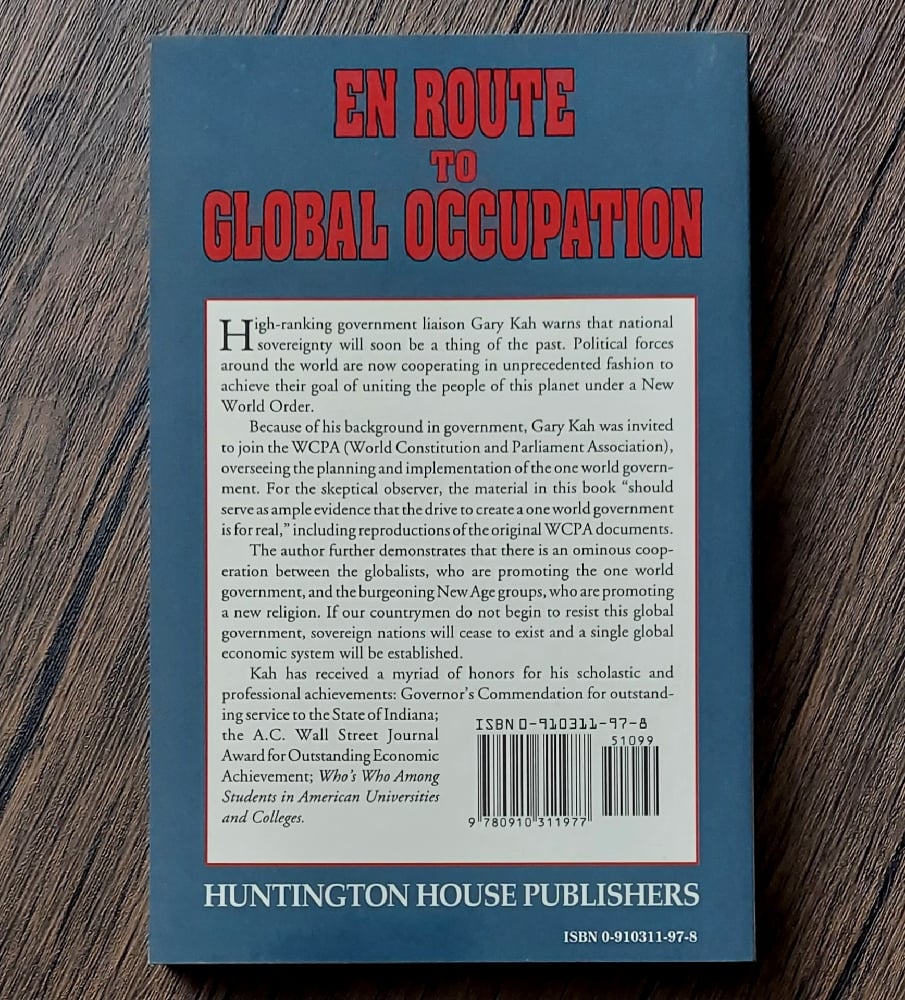 EN ROUTE
TO
GLOBAL OCCUPATION
High-ranking government liaison Gary Kah warns that national
sovereignty will soon be a thing of the past. Political forces
around the world are now cooperating in unprecedented fashion to
achieve their goal of uniting the people of this planet under a New
World Order.
Because of his background in government, Gary Kah was invited
to join the WCPA (World Constitution and Parliament Association),
overseeing the planning and implementation of the one world govern-
ment. For the skeptical observer, the material in this book “should
serve as ample evidence that the drive to create a one world government
is for real,” including reproductions of the original WCPA documents.
The author further demonstrates that there is an ominous coop-
eration between the globalists, who are promoting the one world
government, and the burgeoning New Age groups, who are promoting
a new religion. If our countrymen do not begin to resist this global
government, sovereign nations will cease to exist and a single global
economic system will be established.
Kah has received a myriad of honors for his scholastic and
professional achievements: Governor’s Commendation for outstand-
ing service to the State of Indiana;
the A.C. Wall Street Journal
Award for Outstanding Economic
Achievement; Who’s Who Among
Students in American Universities
and Colleges.
ISBN 0-910311-97-8
51099
9 780910 311977
HUNTINGTON HOUSE PUBLISHERS
ISBN 0-910311-97-8